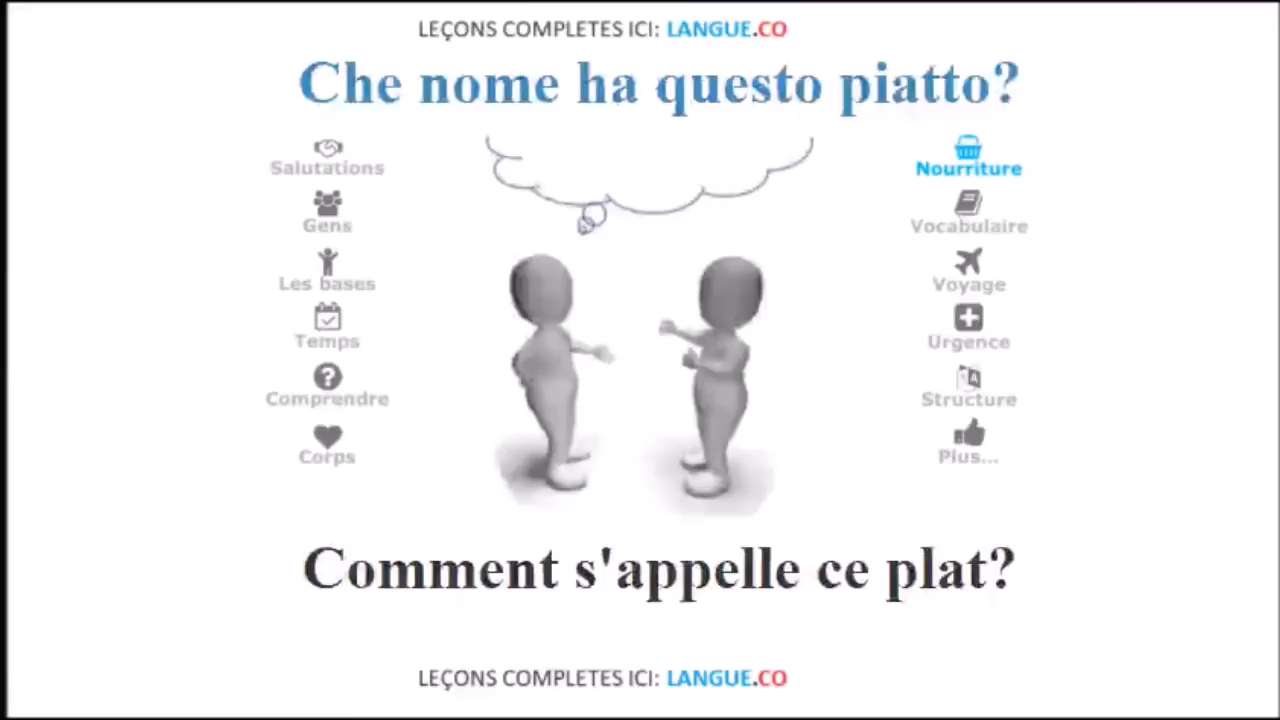 LEÇONS COMPLETES ICI: LANGUE.CO
Che nome ha questo piatto?
Salutations
Gens
Les bases
Temps
Comprendre
Corps
Nourriture
Vocabulaire
Voyage
Urgence
Structure
Plus...
Comment s'appelle ce plat?
LEÇONS COMPLETES ICI: LANGUE.CO